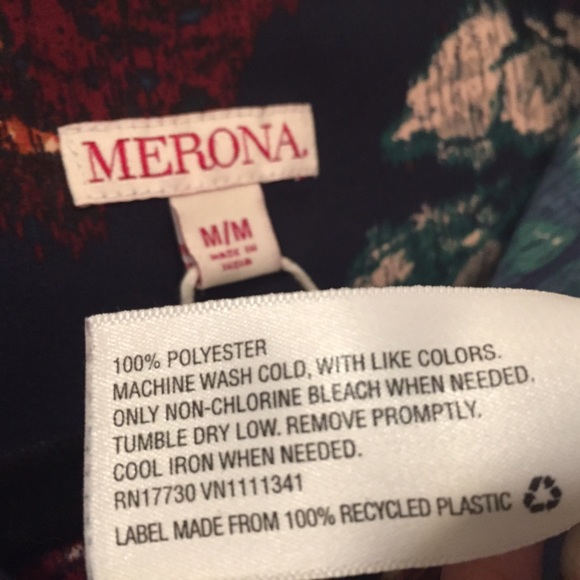 MERONA
M/M
MADE IN
INDIA
100% POLYESTER
MACHINE WASH COLD, WITH LIKE COLORS.
ONLY NON-CHLORINE BLEACH WHEN NEEDED.
TUMBLE DRY LOW. REMOVE PROMPTLY.
COOL IRON WHEN NEEDED.
RN17730 VN1111341
LABEL MADE FROM 100% RECYCLED PLASTIC